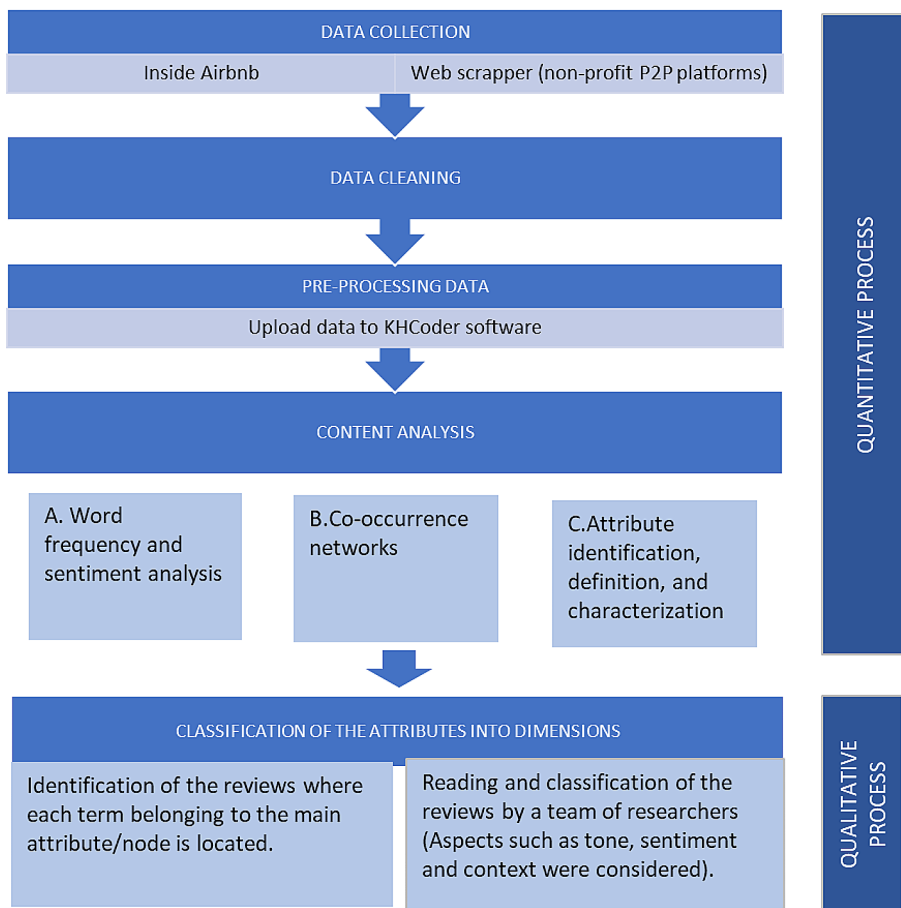 DATA COLLECTION
Inside Airbnb
Web scrapper (non-profit P2P platforms)
DATA CLEANING
PRE-PROCESSING DATA
Upload data to KHCoder software
CONTENT ANALYSIS
A. Word
frequency and
sentiment analysis
B.Co-occurrence
networks
C.Attribute
identification,
definition, and
characterization
QUANTITATIVE PROCESS
CLASSIFICATION OF THE ATTRIBUTES INTO DIMENSIONS
Identification of the reviews where
each term belonging to the main
attribute/node is located.
Reading and classification of the
reviews by a team of researchers
(Aspects such as tone, sentiment
and context were considered).
QUALITATIVE
PROCESS